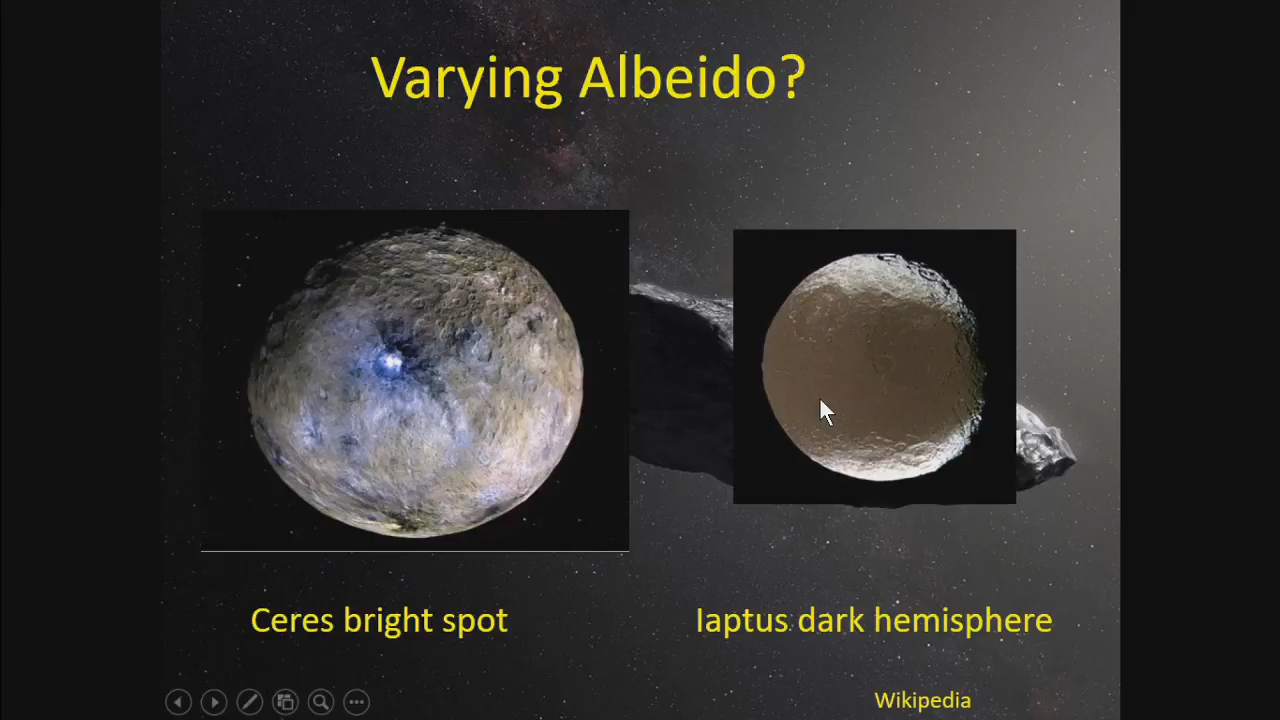 Varying Albeido?
Ceres bright spot
Iaptus dark hemisphere
Wikipedia